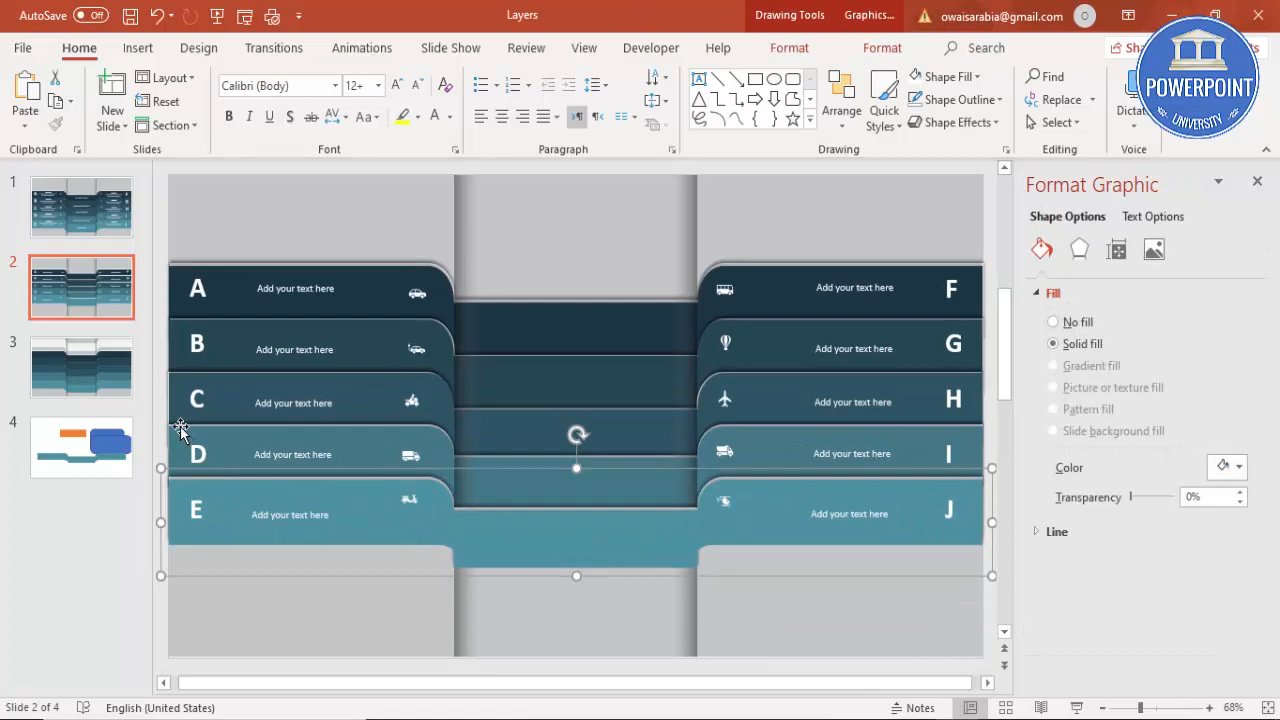 AutoSave Off
Layers
Drawing Tools
Graphics...
owaisarabia@gmail.com
O
File
Home
Insert
Design
Transitions
Animations
Slide Show
Review
View
Developer
Help
Format
Format
Search
POWERPOINT
UNIVERSITY
Paste
New
Slide
Layout
Reset
Section
Calibri (Body)
12+
B I U S ab AV Aa
A
Arrange
Quick
Styles
Shape Fill
Shape Outline
Shape Effects
Find
Replace
Select
Clipboard
Slides
Font
Paragraph
Drawing
Editing
Voice
1
2
3
4
A
Add your text here
B
Add your text here
C
Add your text here
D
Add your text here
E
Add your text here
Add your text here
F
Add your text here
G
Add your text here
H
Add your text here
I
Add your text here
J
Format Graphic
Shape Options
Text Options
Fill
No fill
Solid fill
Gradient fill
Picture or texture fill
Pattern fill
Slide background fill
Color
Transparency
0%
Line
Slide 2 of 4
English (United States)
Notes
68%